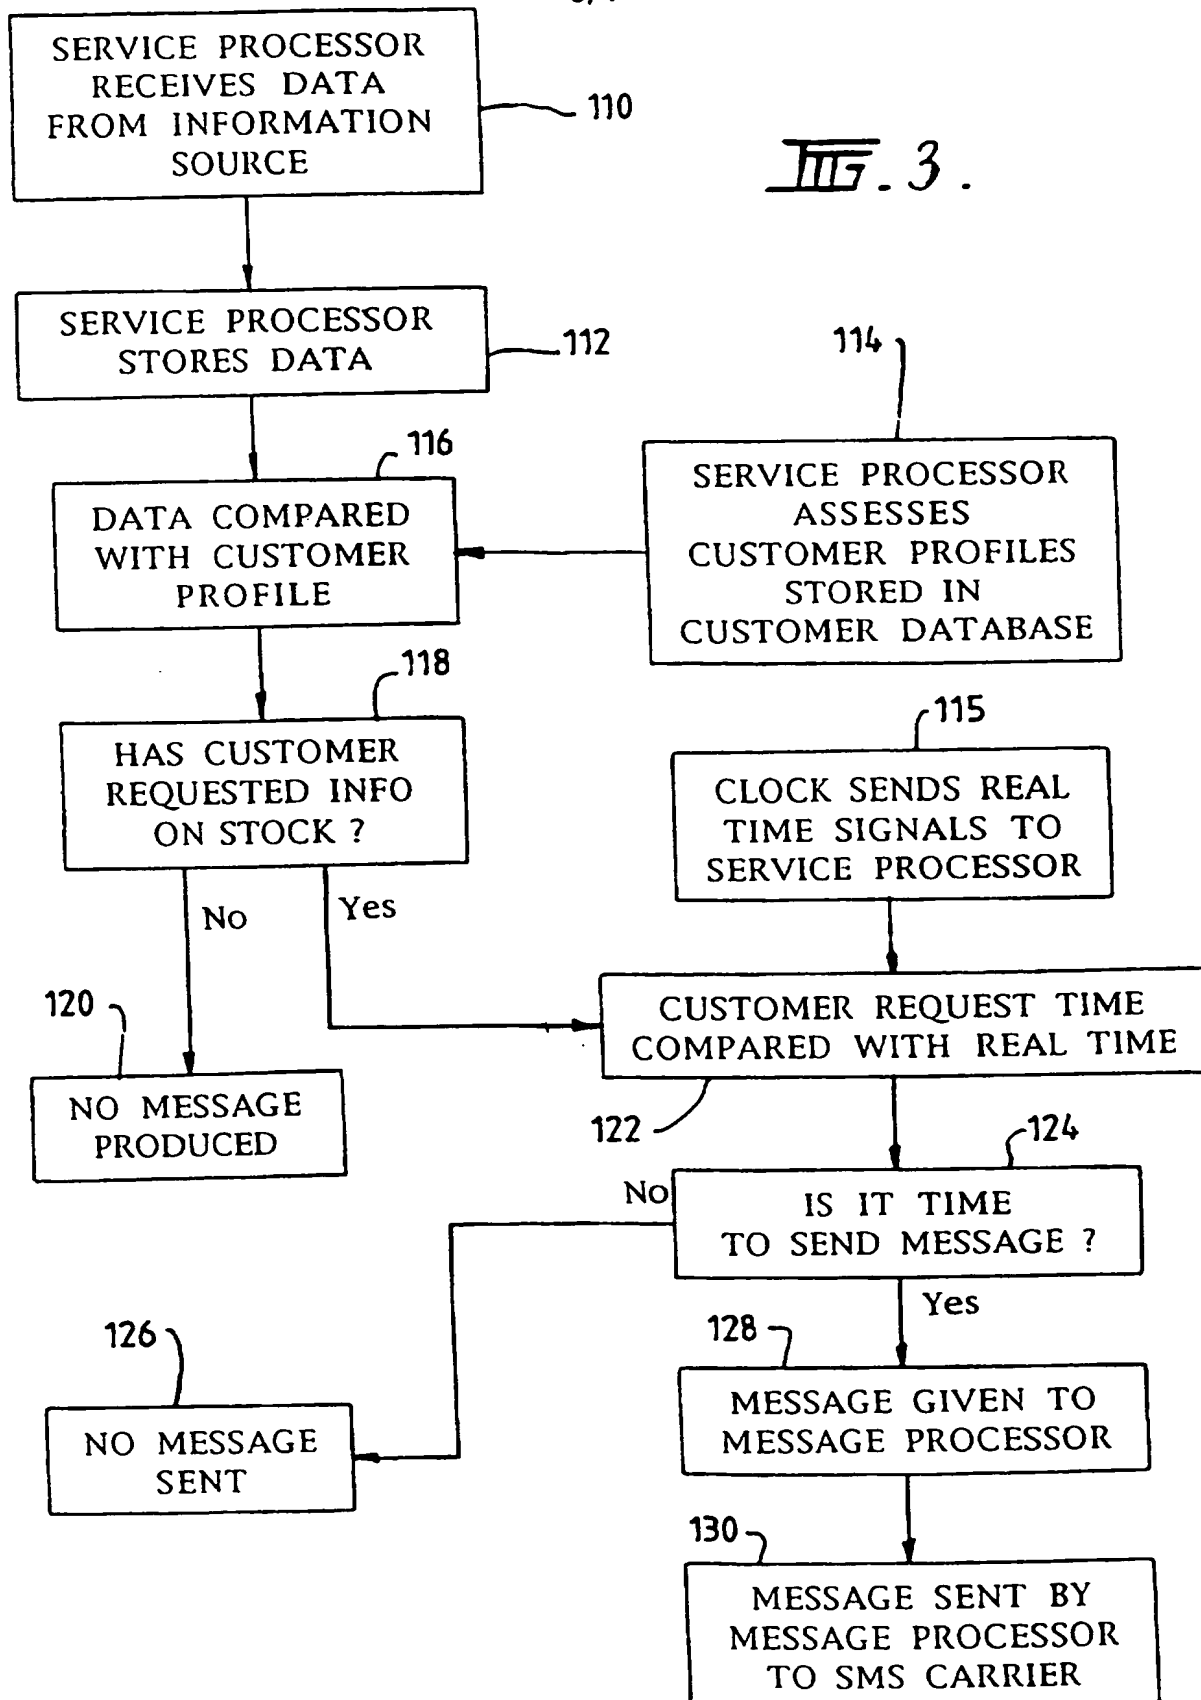 SERVICE PROCESSOR
RECEIVES DATA
FROM INFORMATION
SOURCE
110
FIG. 3.
SERVICE PROCESSOR
STORES DATA
112
114
116
DATA COMPARED
WITH CUSTOMER
PROFILE
SERVICE PROCESSOR
ASSESSES
CUSTOMER PROFILES
STORED IN
CUSTOMER DATABASE
118
HAS CUSTOMER
REQUESTED INFO
ON STOCK ?
115
CLOCK SENDS REAL
TIME SIGNALS TO
SERVICE PROCESSOR
No
Yes
120
NO MESSAGE
PRODUCED
CUSTOMER REQUEST TIME
COMPARED WITH REAL TIME
122
124
No
IS IT TIME
TO SEND MESSAGE ?
Yes
126
NO MESSAGE
SENT
128
MESSAGE GIVEN TO
MESSAGE PROCESSOR
130
MESSAGE SENT BY
MESSAGE PROCESSOR
TO SMS CARRIER